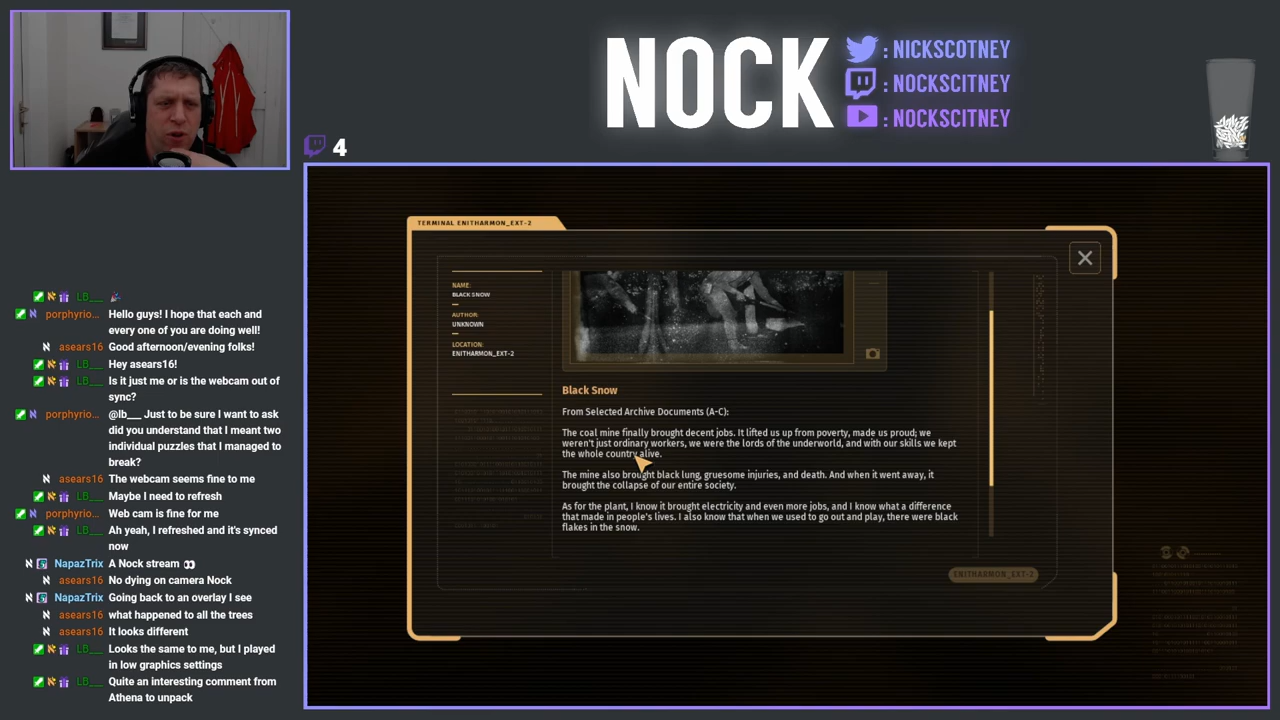 NOCK
: NICKSCOTNEY
: NOCKSCITNEY
: NOCKSCITNEY
4
LB___
porphyrio... Hello guys! I hope that each and
every one of you are doing well!
asears16 Good afternoon/evening folks!
LB___ Hey asears16!
LB___ Is it just me or is the webcam out of
sync?
porphyrio... @lb___ Just to be sure I want to ask
did you understand that I meant two
individual puzzles that I managed to
break?
asears16 The webcam seems fine to me
LB___ Maybe I need to refresh
porphyrio... Web cam is fine for me
LB___ Ah yeah, I refreshed and it's synced
now
NapazTrix A Nock stream
asears16 No dying on camera Nock
NapazTrix Going back to an overlay I see
asears16 what happened to all the trees
asears16 It looks different
LB___ Looks the same to me, but I played
in low graphics settings
LB___ Quite an interesting comment from
Athena to unpack
TERMINAL ENITHARMON_EXT-2
NAME:
BLACK SNOW
AUTHOR:
UNKNOWN
LOCATION:
ENITHARMON_EXT-2
Black Snow
From Selected Archive Documents (A-C):
The coal mine finally brought decent jobs. It lifted us up from poverty, made us proud; we
weren't just ordinary workers, we were the lords of the underworld, and with our skills we kept
the whole country alive.
The mine also brought black lung, gruesome injuries, and death. And when it went away, it
brought the collapse of our entire society.
As for the plant, I know it brought electricity and even more jobs, and I know what a difference
that made in people's lives. I also know that when we used to go out and play, there were black
flakes in the snow.
ENITHARMON_EXT-2